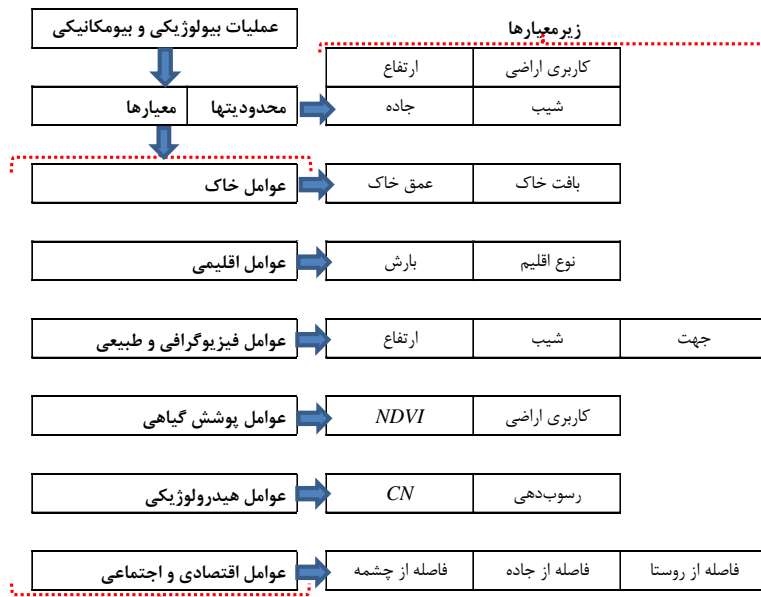 عملیات بیولوژیکی و بیومکانیکی
زیرمعیارها
ارتفاع
کاربری اراضی
معیارها
محدودیتها
جاده
شیب
عوامل خاک
عمق خاک
بافت خاک
عوامل اقلیمی
بارش
نوع اقلیم
عوامل فیزیوگرافی و طبیعی
ارتفاع
شیب
جهت
عوامل پوشش گیاهی
NDVI
کاربری اراضی
عوامل هیدرولوژیکی
CN
رسوب‌دهی
عوامل اقتصادی و اجتماعی
فاصله از چشمه
فاصله از جاده
فاصله از روستا